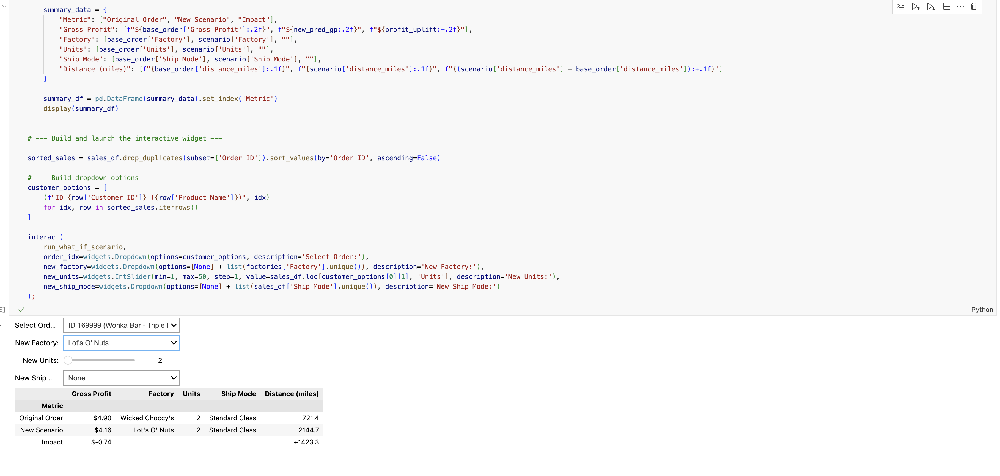 summary_data = {
"Metric": ["Original Order", "New Scenario", "Impact"],
"Gross Profit": [f"${base_order['Gross Profit']:.2f}", f"${new_pred_gp:.2f}", f"${profit_uplift:+.2f}"],
"Factory": [base_order['Factory'], scenario['Factory'], ""],
"Units": [base_order['Units'], scenario['Units'], ""],
"Ship Mode": [base_order['Ship Mode'], scenario['Ship Mode'], ""],
"Distance (miles)": [f"{base_order['distance_miles']:.1f}", f"{scenario['distance_miles']:.1f}", f"{(scenario['distance_miles'] - base_order['distance_miles']):+.1f}"]
}
summary_df = pd.DataFrame(summary_data).set_index('Metric')
display(summary_df)
# --- Build and launch the interactive widget ---
sorted_sales = sales_df.drop_duplicates(subset=['Order ID']).sort_values(by='Order ID', ascending=False)
# --- Build dropdown options ---
customer_options = [
(f"ID {row['Customer ID']} ({row['Product Name']})", idx)
for idx, row in sorted_sales.iterrows()
]
interact(
run_what_if_scenario,
order_idx=widgets.Dropdown(options=customer_options, description='Select Order:'),
new_factory=widgets.Dropdown(options=[None] + list(factories['Factory'].unique()), description='New Factory:'),
new_units=widgets.IntSlider(min=1, max=50, step=1, value=sales_df.loc[customer_options[0][1], 'Units'], description='New Units:'),
new_ship_mode=widgets.Dropdown(options=[None] + list(sales_df['Ship Mode'].unique()), description='New Ship Mode:')
);
6]
Python
Select Ord... ID 169999 (Wonka Bar - Triple
New Factory: Lot's O' Nuts
New Units: 2
New Ship ... None
Gross Profit Factory Units Ship Mode Distance (miles)
Metric
Original Order $4.90 Wicked Choccy's 2 Standard Class 721.4
New Scenario $4.16 Lot's O' Nuts 2 Standard Class 2144.7
Impact $-0.74 +1423.3